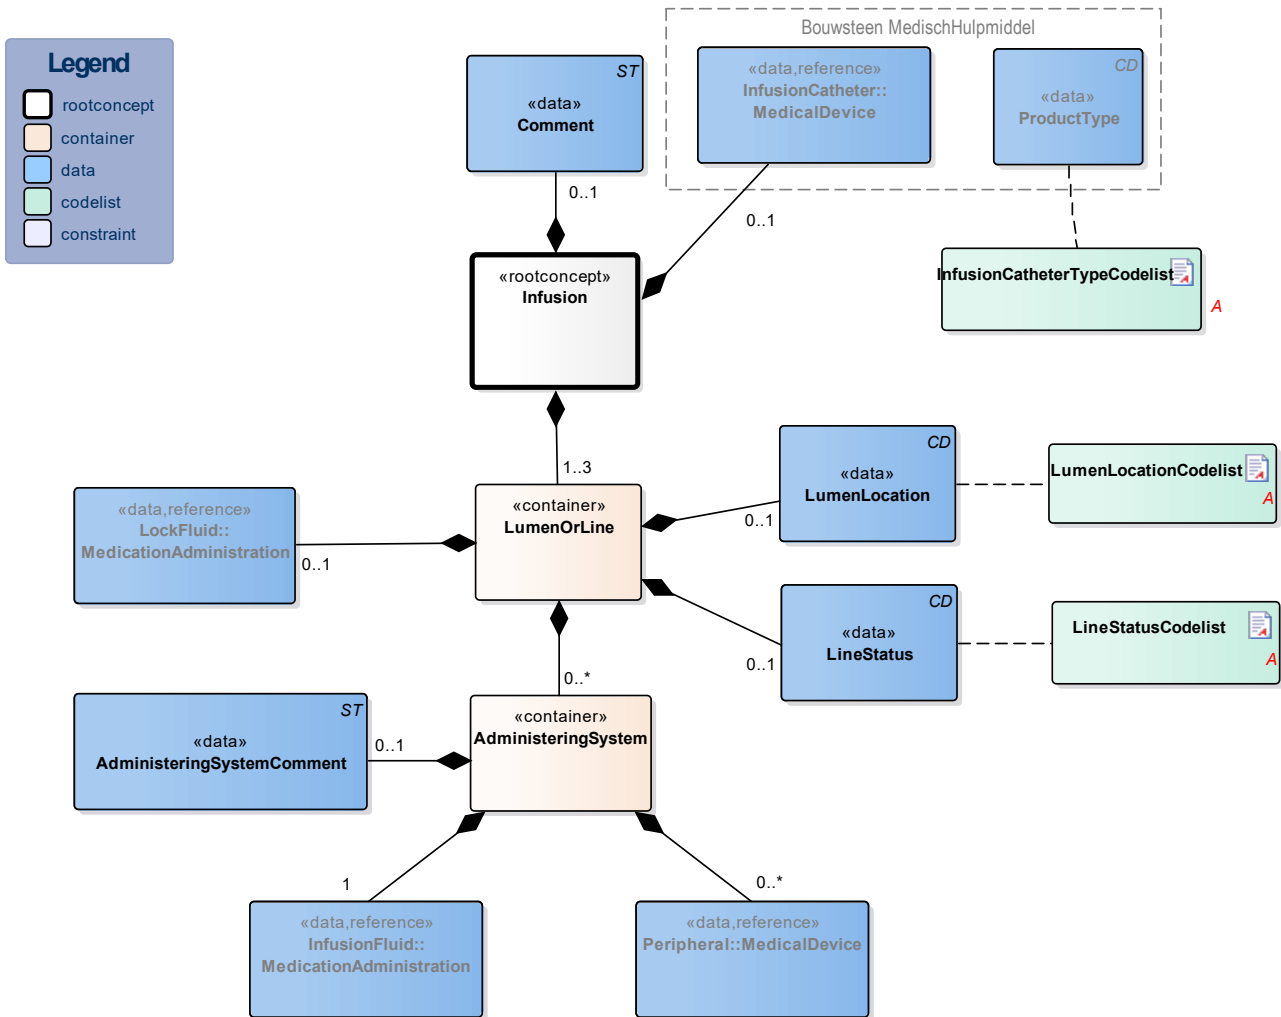 Legend
rootconcept
container
data
codelist
constraint
Bouwsteen MedischHulpmiddel
ST
«data»
Comment
«data,reference»
InfusionCatheter::
MedicalDevice
CD
«data»
ProductType
0..1
0..1
«rootconcept»
Infusion
InfusionCatheterTypeCodelist
A
1..3
CD
«data»
LumenLocation
0..1
LumenLocationCodelist
A
«data,reference»
LockFluid::
MedicationAdministration
0..1
«container»
LumenOrLine
CD
«data»
LineStatus
0..1
LineStatusCodelist
A
0..*
ST
«data»
AdministeringSystemComment
0..1
«container»
AdministeringSystem
1
0..*
«data,reference»
InfusionFluid::
MedicationAdministration
«data,reference»
Peripheral::MedicalDevice